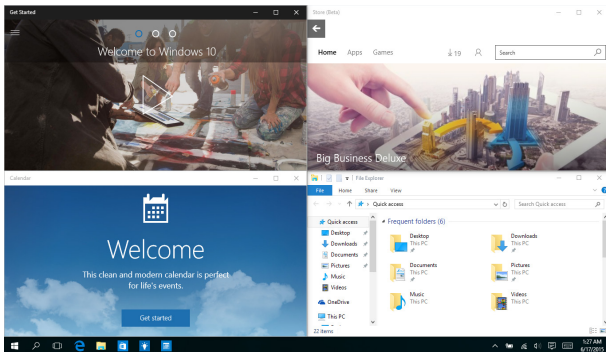 Get Started
Welcome to Windows 10
Store (Beta)
Home Apps Games 19 Search
Big Business Deluxe
Calendar
Welcome
This clean and modern calendar is perfect
for life's events.
Get started
File Explorer
File Home Share View
Quick access Search Quick access
Quick access
Desktop
Downloads
Documents
Pictures
Music
Videos
OneDrive
This PC
Frequent folders (6)
Desktop
This PC
Downloads
This PC
Documents
This PC
Pictures
This PC
Music
This PC
Videos
This PC
22 items
5:27 AM
6/17/2015